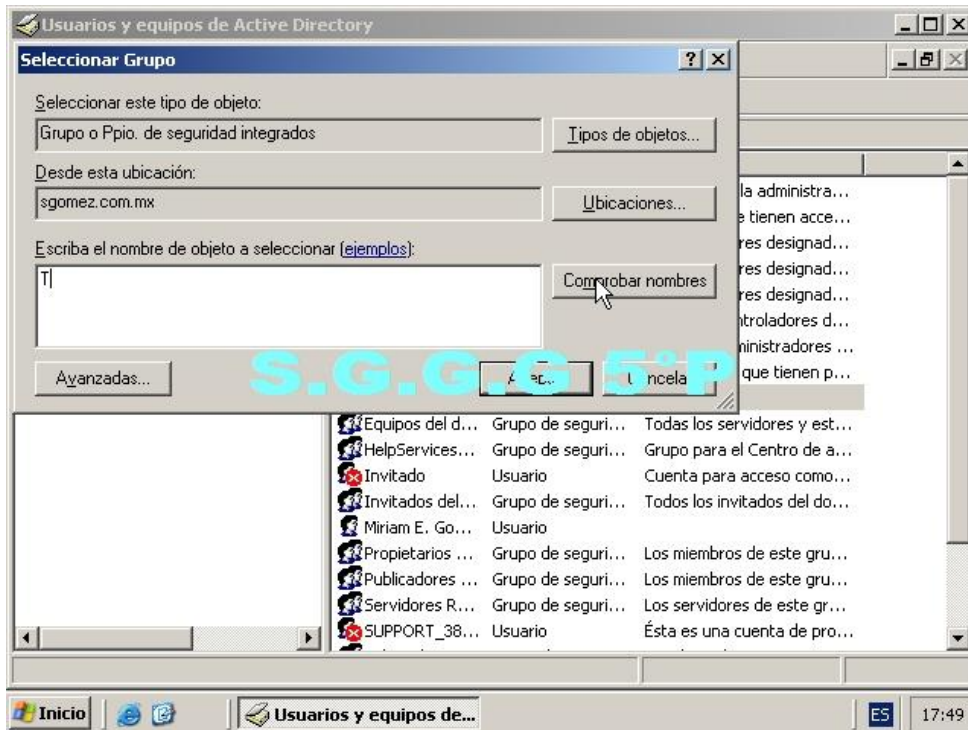 Usuarios y equipos de Active Directory
Seleccionar Grupo
Seleccionar este tipo de objeto:
Grupo o Ppio. de seguridad integrados
Tipos de objetos...
Desde esta ubicación:
sgomez.com.mx
Ubicaciones...
Escriba el nombre de objeto a seleccionar (ejemplos):
T
Comprobar nombres
Avanzadas...
S.G.G.G 5°P
la administra...
e tienen acce...
res designad...
res designad...
res designad...
ntroladores d...
ministradores ...
que tienen p...
Equipos del d... Grupo de seguri... Todas los servidores y est...
HelpServices... Grupo de seguri... Grupo para el Centro de a...
Invitado Usuario Cuenta para acceso como...
Invitados del... Grupo de seguri... Todos los invitados del do...
Miriam E. Go... Usuario
Propietarios ... Grupo de seguri... Los miembros de este gru...
Publicadores ... Grupo de seguri... Los miembros de este gru...
Servidores R... Grupo de seguri... Los servidores de este gr...
SUPPORT_38... Usuario Ésta es una cuenta de pro...
Inicio
Usuarios y equipos de...
ES
17:49